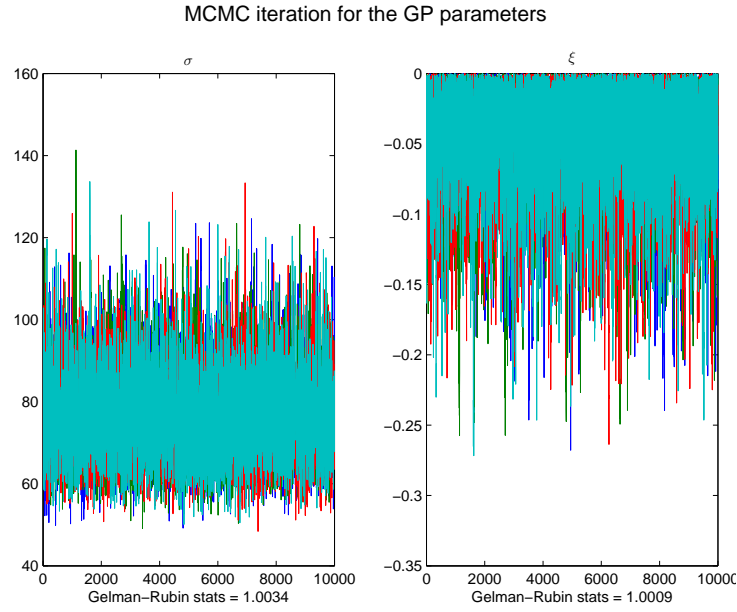 MCMC iteration for the GP parameters
σ
160
140
120
100
80
60
40
0 2000 4000 6000 8000 10000
Gelman−Rubin stats = 1.0034
ξ
0
−0.05
−0.1
−0.15
−0.2
−0.25
−0.3
−0.35
0 2000 4000 6000 8000 10000
Gelman−Rubin stats = 1.0009